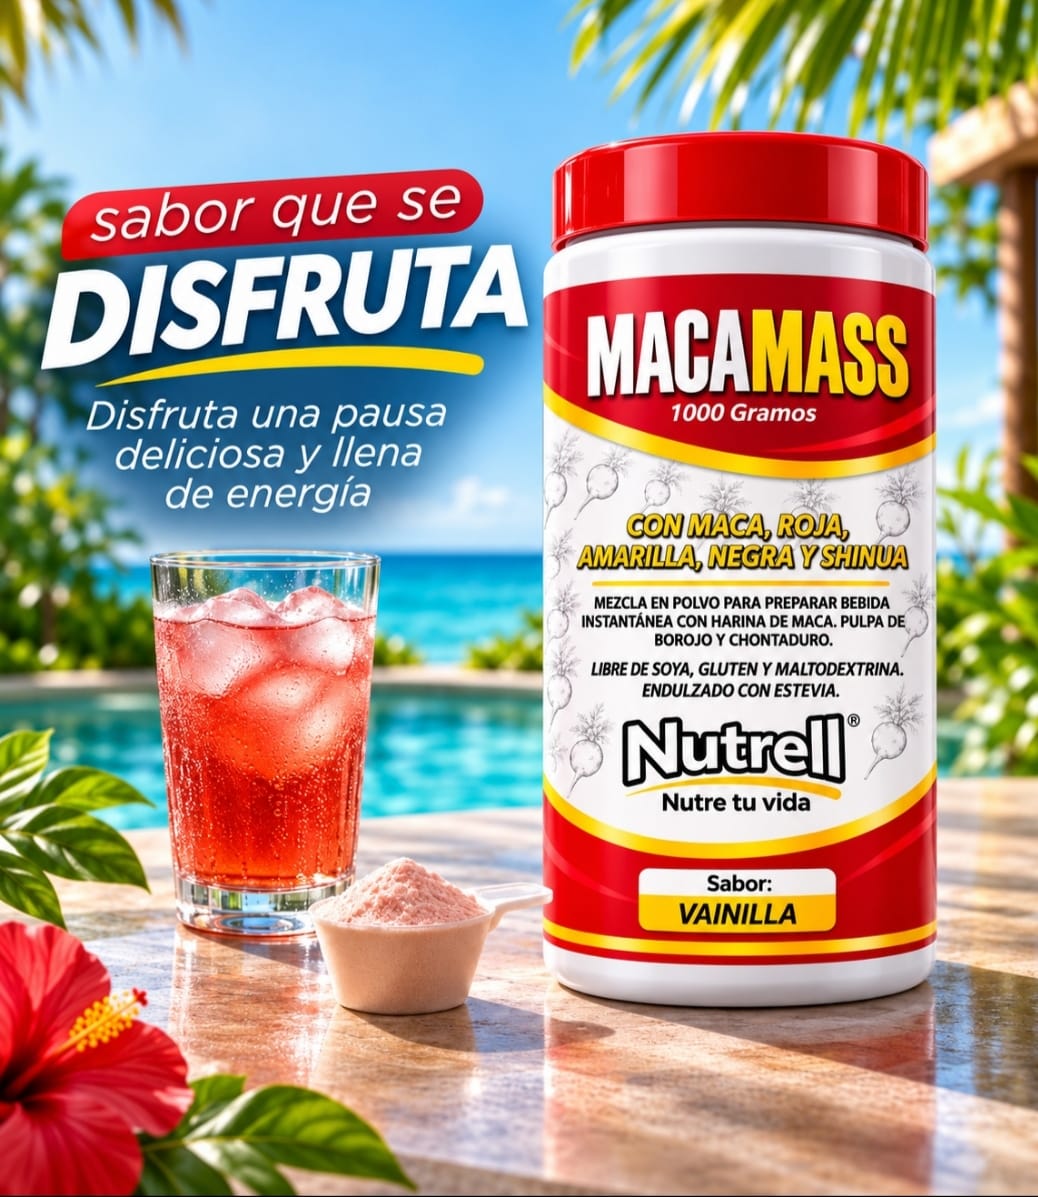 sabor que se
DISFRUTA
Disfruta una pausa
deliciosa y llena
de energía
MACAMASS
1000 Gramos
CON MACA, ROJA,
AMARILLA, NEGRA Y SHINUA
MEZCLA EN POLVO PARA PREPARAR BEBIDA
INSTANTÁNEA CON HARINA DE MACA. PULPA DE
BOROJO Y CHONTADURO.
LIBRE DE SOYA, GLUTEN Y MALTODEXTRINA.
ENDULZADO CON ESTEVIA.
Nutrell®
Nutre tu vida
Sabor:
VAINILLA